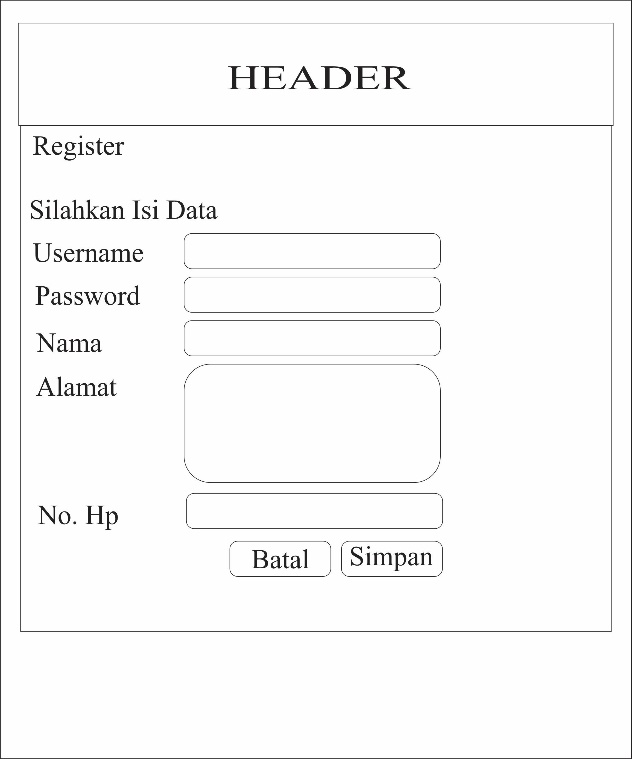 HEADER
Register
Silahkan Isi Data
Username
Password
Nama
Alamat
No. Hp
Batal Simpan